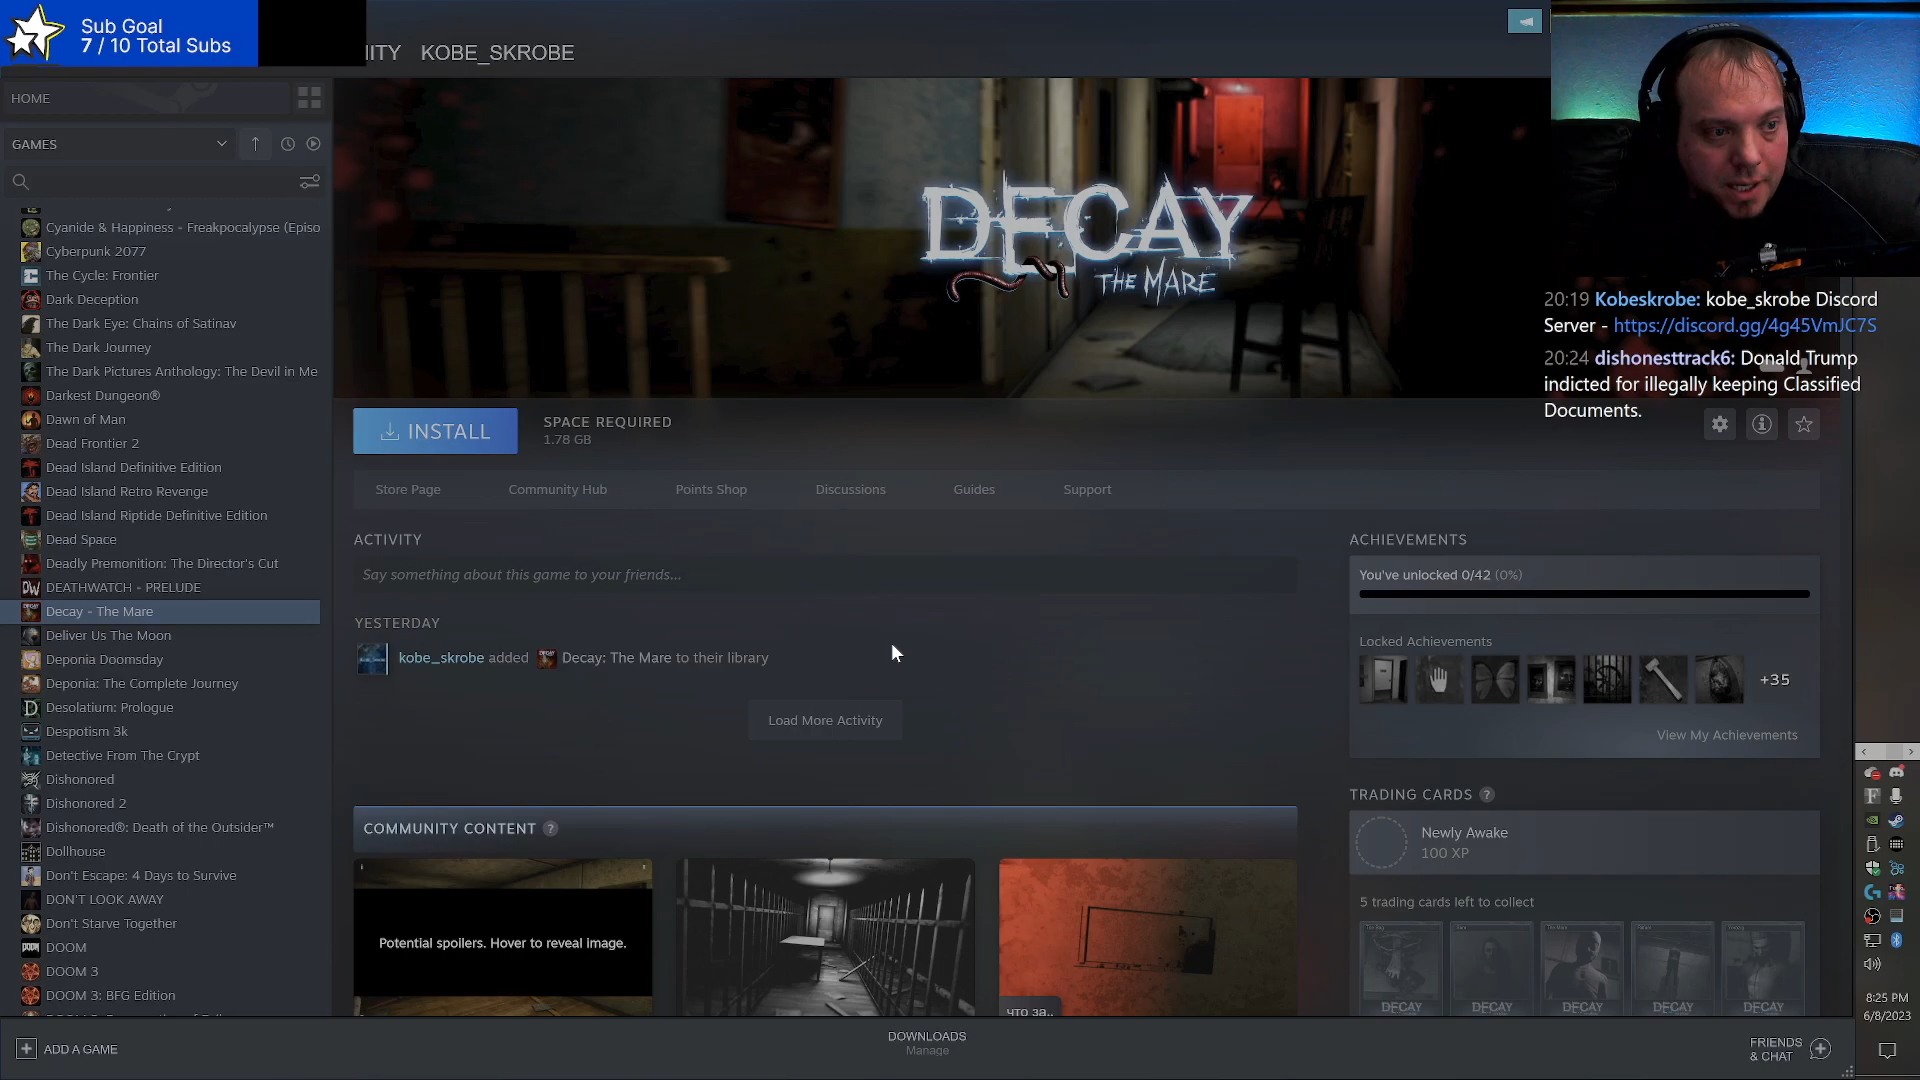 Sub Goal
7 / 10 Total Subs
ITY KOBE_SKROBE
HOME
GAMES
Cyanide & Happiness - Freakpocalypse (Episo
Cyberpunk 2077
The Cycle: Frontier
Dark Deception
The Dark Eye: Chains of Satinav
The Dark Journey
The Dark Pictures Anthology: The Devil in Me
Darkest Dungeon®
Dawn of Man
Dead Frontier 2
Dead Island Definitive Edition
Dead Island Retro Revenge
Dead Island Riptide Definitive Edition
Dead Space
Deadly Premonition: The Director's Cut
DEATHWATCH - PRELUDE
Decay - The Mare
Deliver Us The Moon
Deponia Doomsday
Deponia: The Complete Journey
Desolatium: Prologue
Despotism 3k
Detective From The Crypt
Dishonored
Dishonored 2
Dishonored®: Death of the Outsider™
Dollhouse
Don't Escape: 4 Days to Survive
DON'T LOOK AWAY
Don't Starve Together
DOOM
DOOM 3
DOOM 3: BFG Edition
ADD A GAME
DECAY
THE MARE
INSTALL
SPACE REQUIRED
1.78 GB
Store Page
Community Hub
Points Shop
Discussions
Guides
Support
ACTIVITY
Say something about this game to your friends...
YESTERDAY
kobe_skrobe added Decay: The Mare to their library
Load More Activity
COMMUNITY CONTENT ?
Potential spoilers. Hover to reveal image.
что за..
DOWNLOADS
Manage
20:19 Kobeskrobe: kobe_skrobe Discord
Server - https://discord.gg/4g45VmJC7S
20:24 dishonesttrack6: Donald Trump
indicted for illegally keeping Classified
Documents.
ACHIEVEMENTS
You've unlocked 0/42 (0%)
Locked Achievements
+35
View My Achievements
TRADING CARDS ?
Newly Awake
100 XP
5 trading cards left to collect
DECAY
DECAY
DECAY
DECAY
DECAY
FRIENDS
& CHAT
8:25 PM
6/8/2023